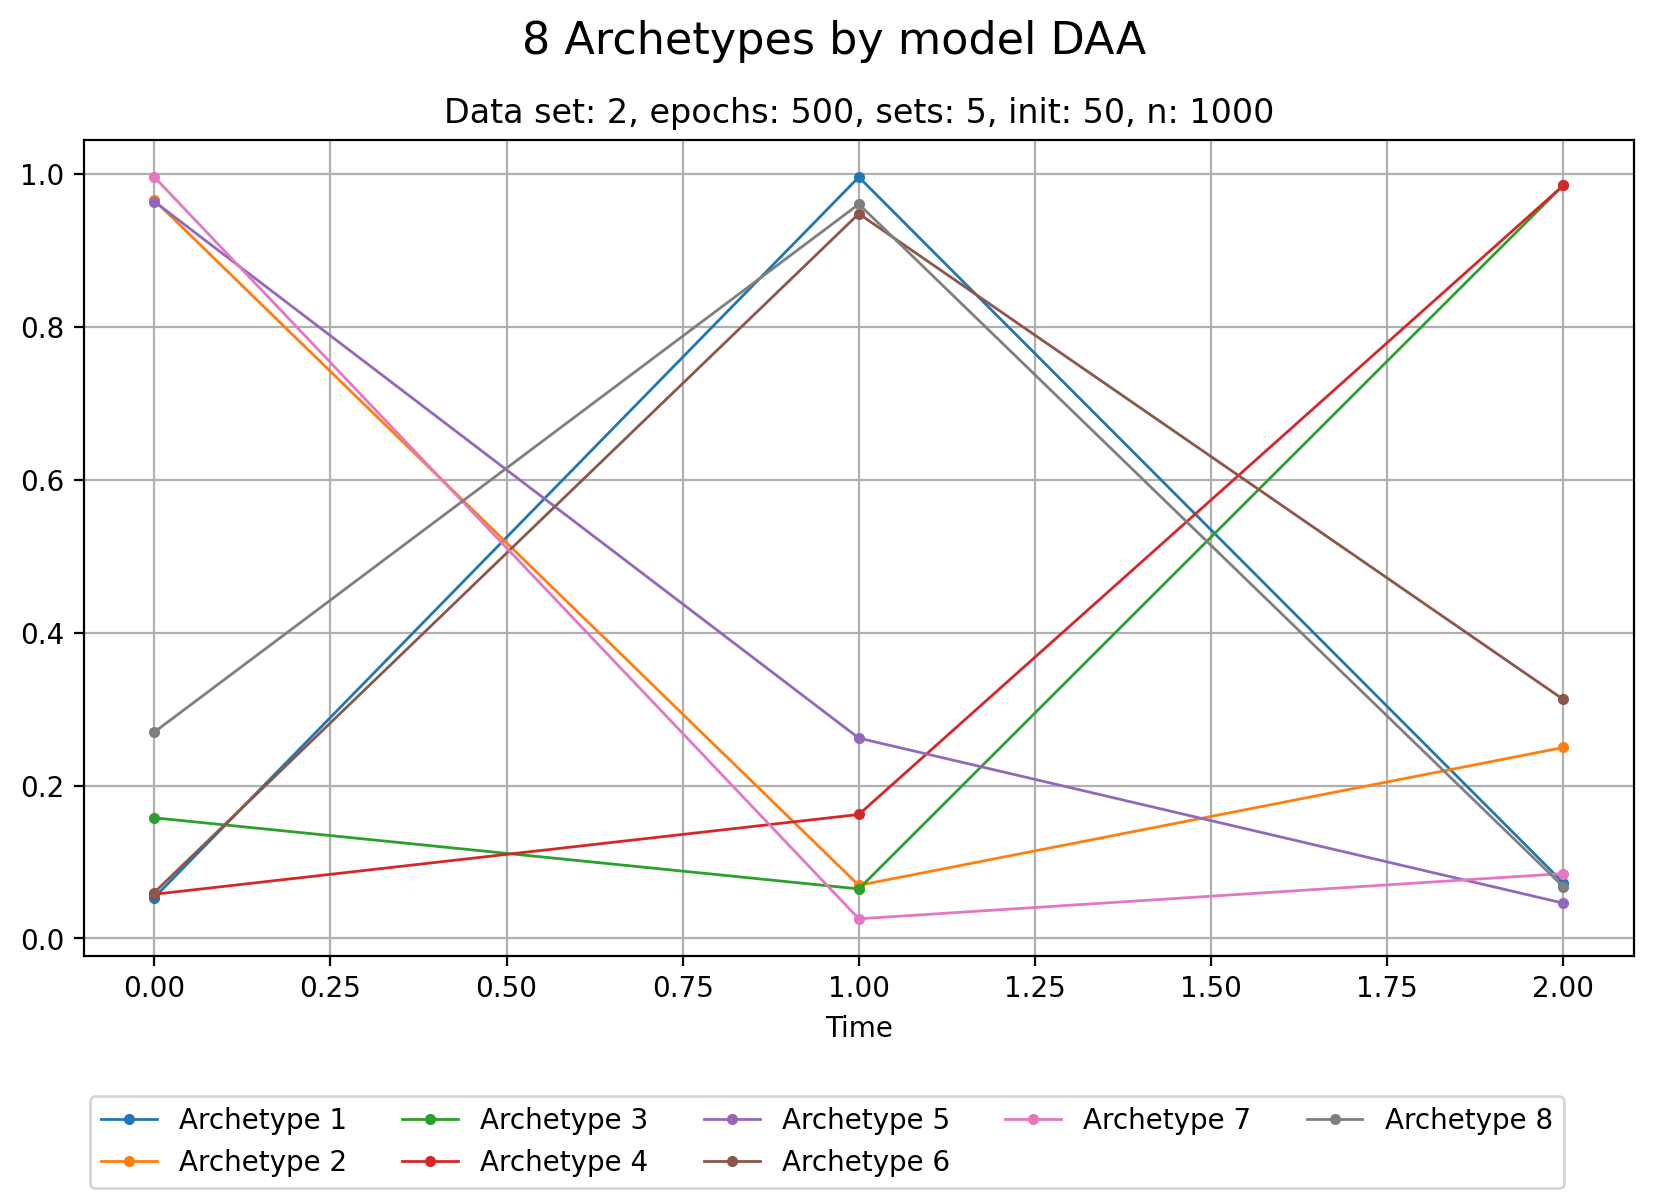 8 Archetypes by model DAA
Data set: 2, epochs: 500, sets: 5, init: 50, n: 1000
1.0
0.8
0.6
0.4
0.2
0.0
0.00 0.25 0.50 0.75 1.00 1.25 1.50 1.75 2.00
Time
Archetype 1 Archetype 3 Archetype 5 Archetype 7 Archetype 8
Archetype 2 Archetype 4 Archetype 6